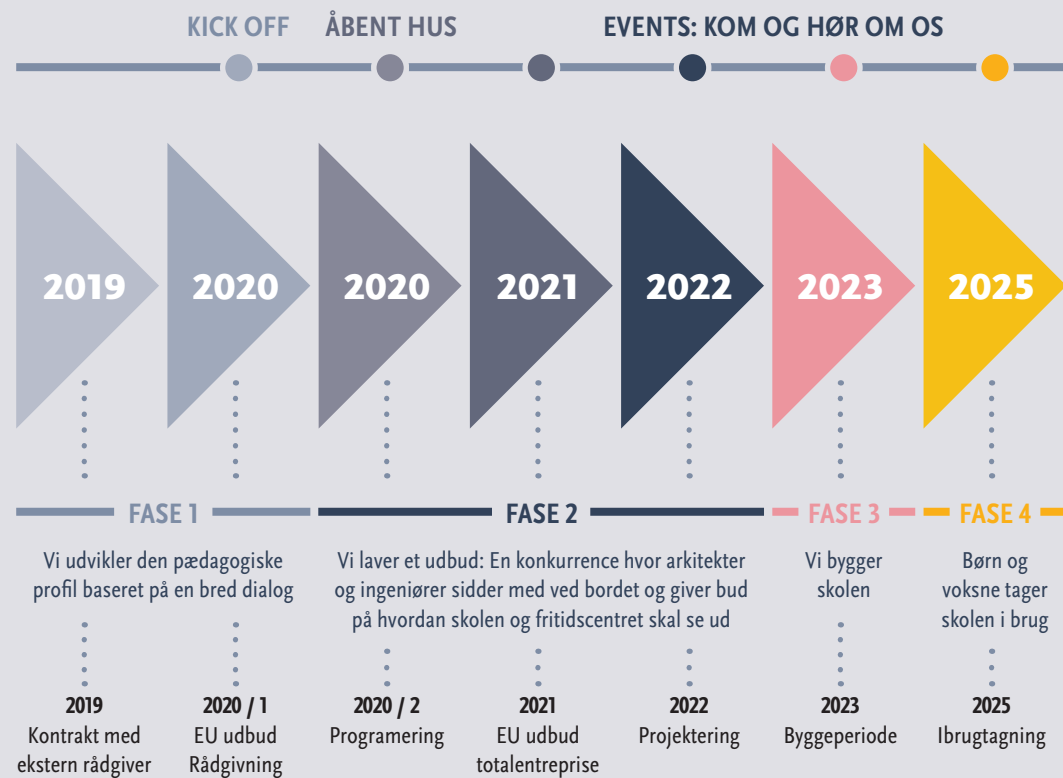 KICK OFF ÅBENT HUS EVENTS: KOM OG HØR OM OS
2019 2020 2020 2021 2022 2023 2025
FASE 1 FASE 2 FASE 3 FASE 4
Vi udvikler den pædagogiske
profil baseret på en bred dialog
Vi laver et udbud: En konkurrence hvor arkitekter
og ingeniører sidder med ved bordet og giver bud
på hvordan skolen og fritidscentret skal se ud
Vi bygger
skolen
Børn og
voksne tager
skolen i brug
2019
Kontrakt med
ekstern rådgiver
2020 / 1
EU udbud
Rådgivning
2020 / 2
Programering
2021
EU udbud
totalentreprise
2022
Projektering
2023
Byggeperiode
2025
Ibrugtagning